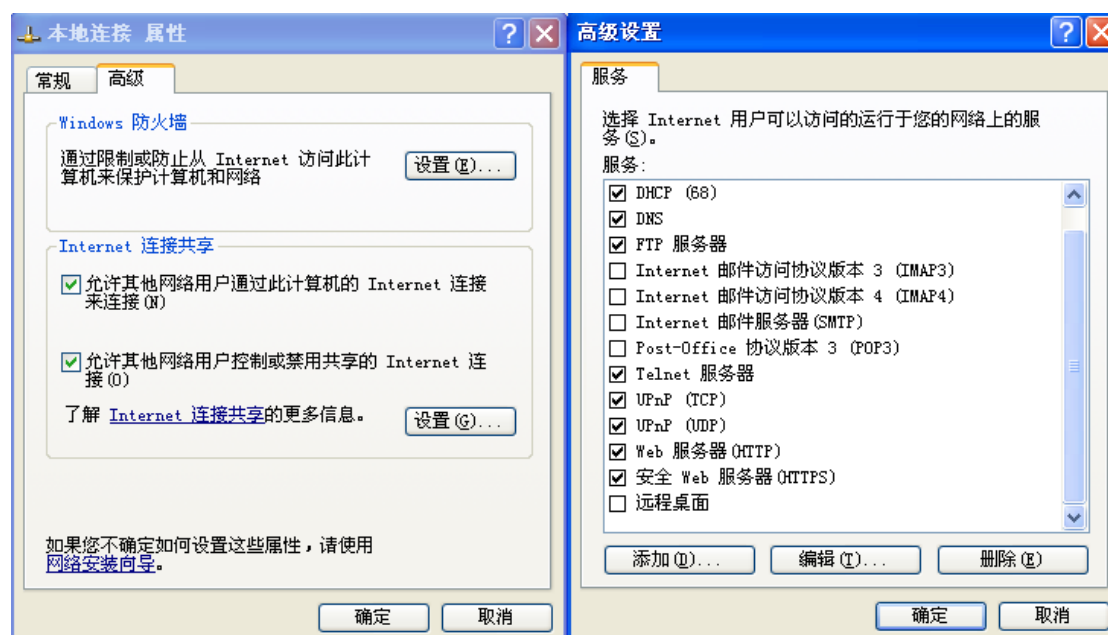 本地连接 属性
常规
高级
Windows 防火墙
通过限制或防止从 Internet 访问此计
算机来保护计算机和网络
设置(E)...
Internet 连接共享
允许其他网络用户通过此计算机的 Internet 连接
来连接(N)
允许其他网络用户控制或禁用共享的 Internet 连
接(O)
了解 Internet 连接共享的更多信息。
设置(G)...
如果您不确定如何设置这些属性，请使用
网络安装向导。
确定
取消
高级设置
服务
选择 Internet 用户可以访问的运行于您的网络上的服
务(S)。
服务:
DHCP (68)
DNS
FTP 服务器
Internet 邮件访问协议版本 3 (IMAP3)
Internet 邮件访问协议版本 4 (IMAP4)
Internet 邮件服务器(SMTP)
Post-Office 协议版本 3 (POP3)
Telnet 服务器
UPnP (TCP)
UPnP (UDP)
Web 服务器(HTTP)
安全 Web 服务器(HTTPS)
远程桌面
添加(D)...
编辑(T)...
删除(E)
确定
取消